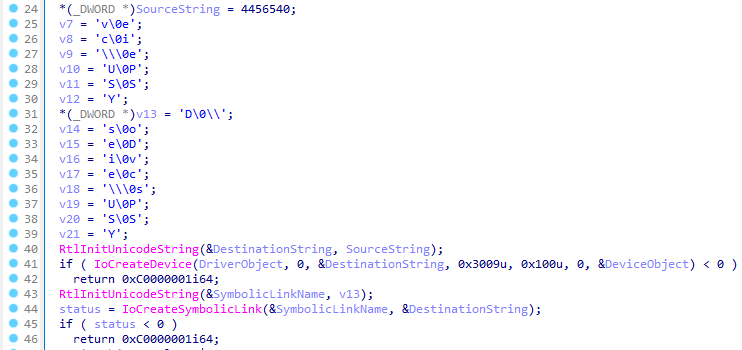 24 *(_DWORD *)SourceString = 4456540;
25 v7 = 'v\0e';
26 v8 = 'c\0i';
27 v9 = '\\\0e';
28 v10 = 'U\0P';
29 v11 = 'S\0S';
30 v12 = 'Y';
31 *(_DWORD *)v13 = 'D\0\\';
32 v14 = 's\0o';
33 v15 = 'e\0D';
34 v16 = 'i\0v';
35 v17 = 'e\0c';
36 v18 = '\\\0s';
37 v19 = 'U\0P';
38 v20 = 'S\0S';
39 v21 = 'Y';
40 RtlInitUnicodeString(&DestinationString, SourceString);
41 if ( IoCreateDevice(DriverObject, 0, &DestinationString, 0x3009u, 0x100u, 0, &DeviceObject) < 0 )
42 return 0xC0000001i64;
43 RtlInitUnicodeString(&SymbolicLinkName, v13);
44 status = IoCreateSymbolicLink(&SymbolicLinkName, &DestinationString);
45 if ( status < 0 )
46 return 0xC0000001i64;